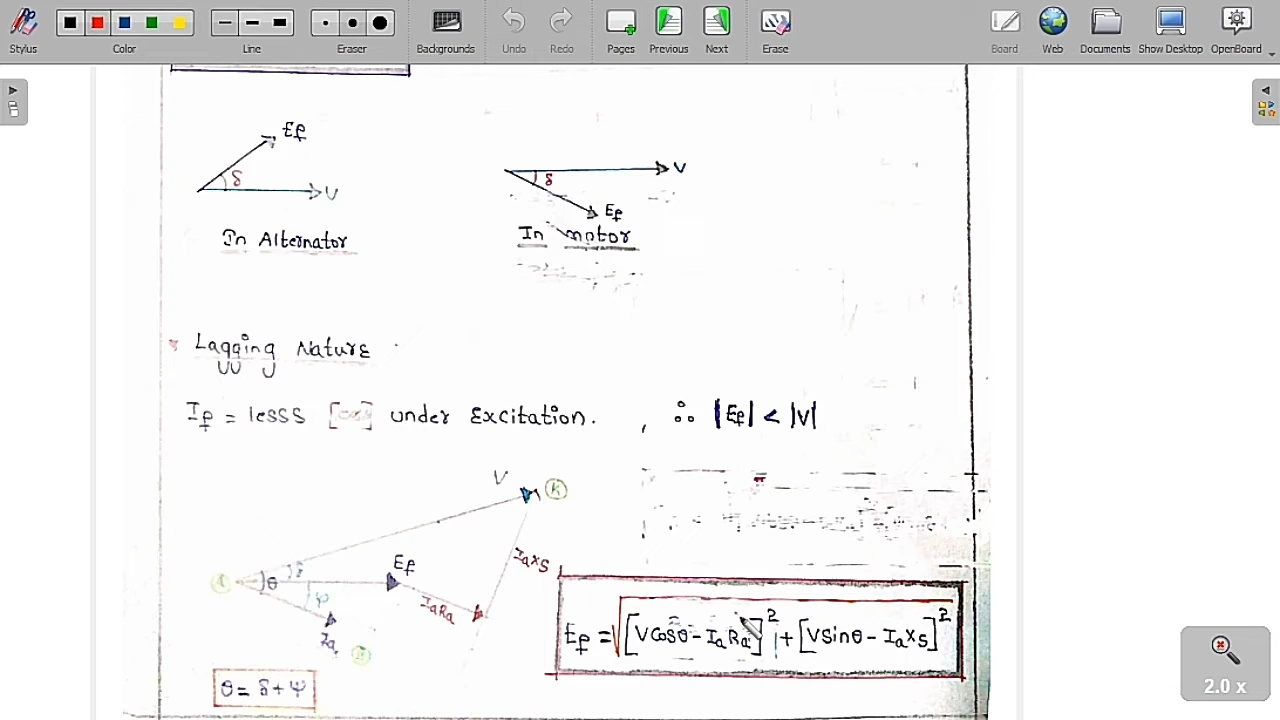 Stylus Color Line Eraser Backgrounds Undo Redo Pages Previous Next Erase Board Web Documents Show Desktop OpenBoard
Ef
δ
V
In Alternator
V
δ
Ef
In motor
Lagging Nature
If = lesss under Excitation. , ∴ |Ef| < |V|
V
Ef
IaXs
θ
ψ
IaRa
Ia
Ef = √[VCosθ - IaRa]² + [VSinθ - IaXs]²
θ = δ + ψ
2.0 x